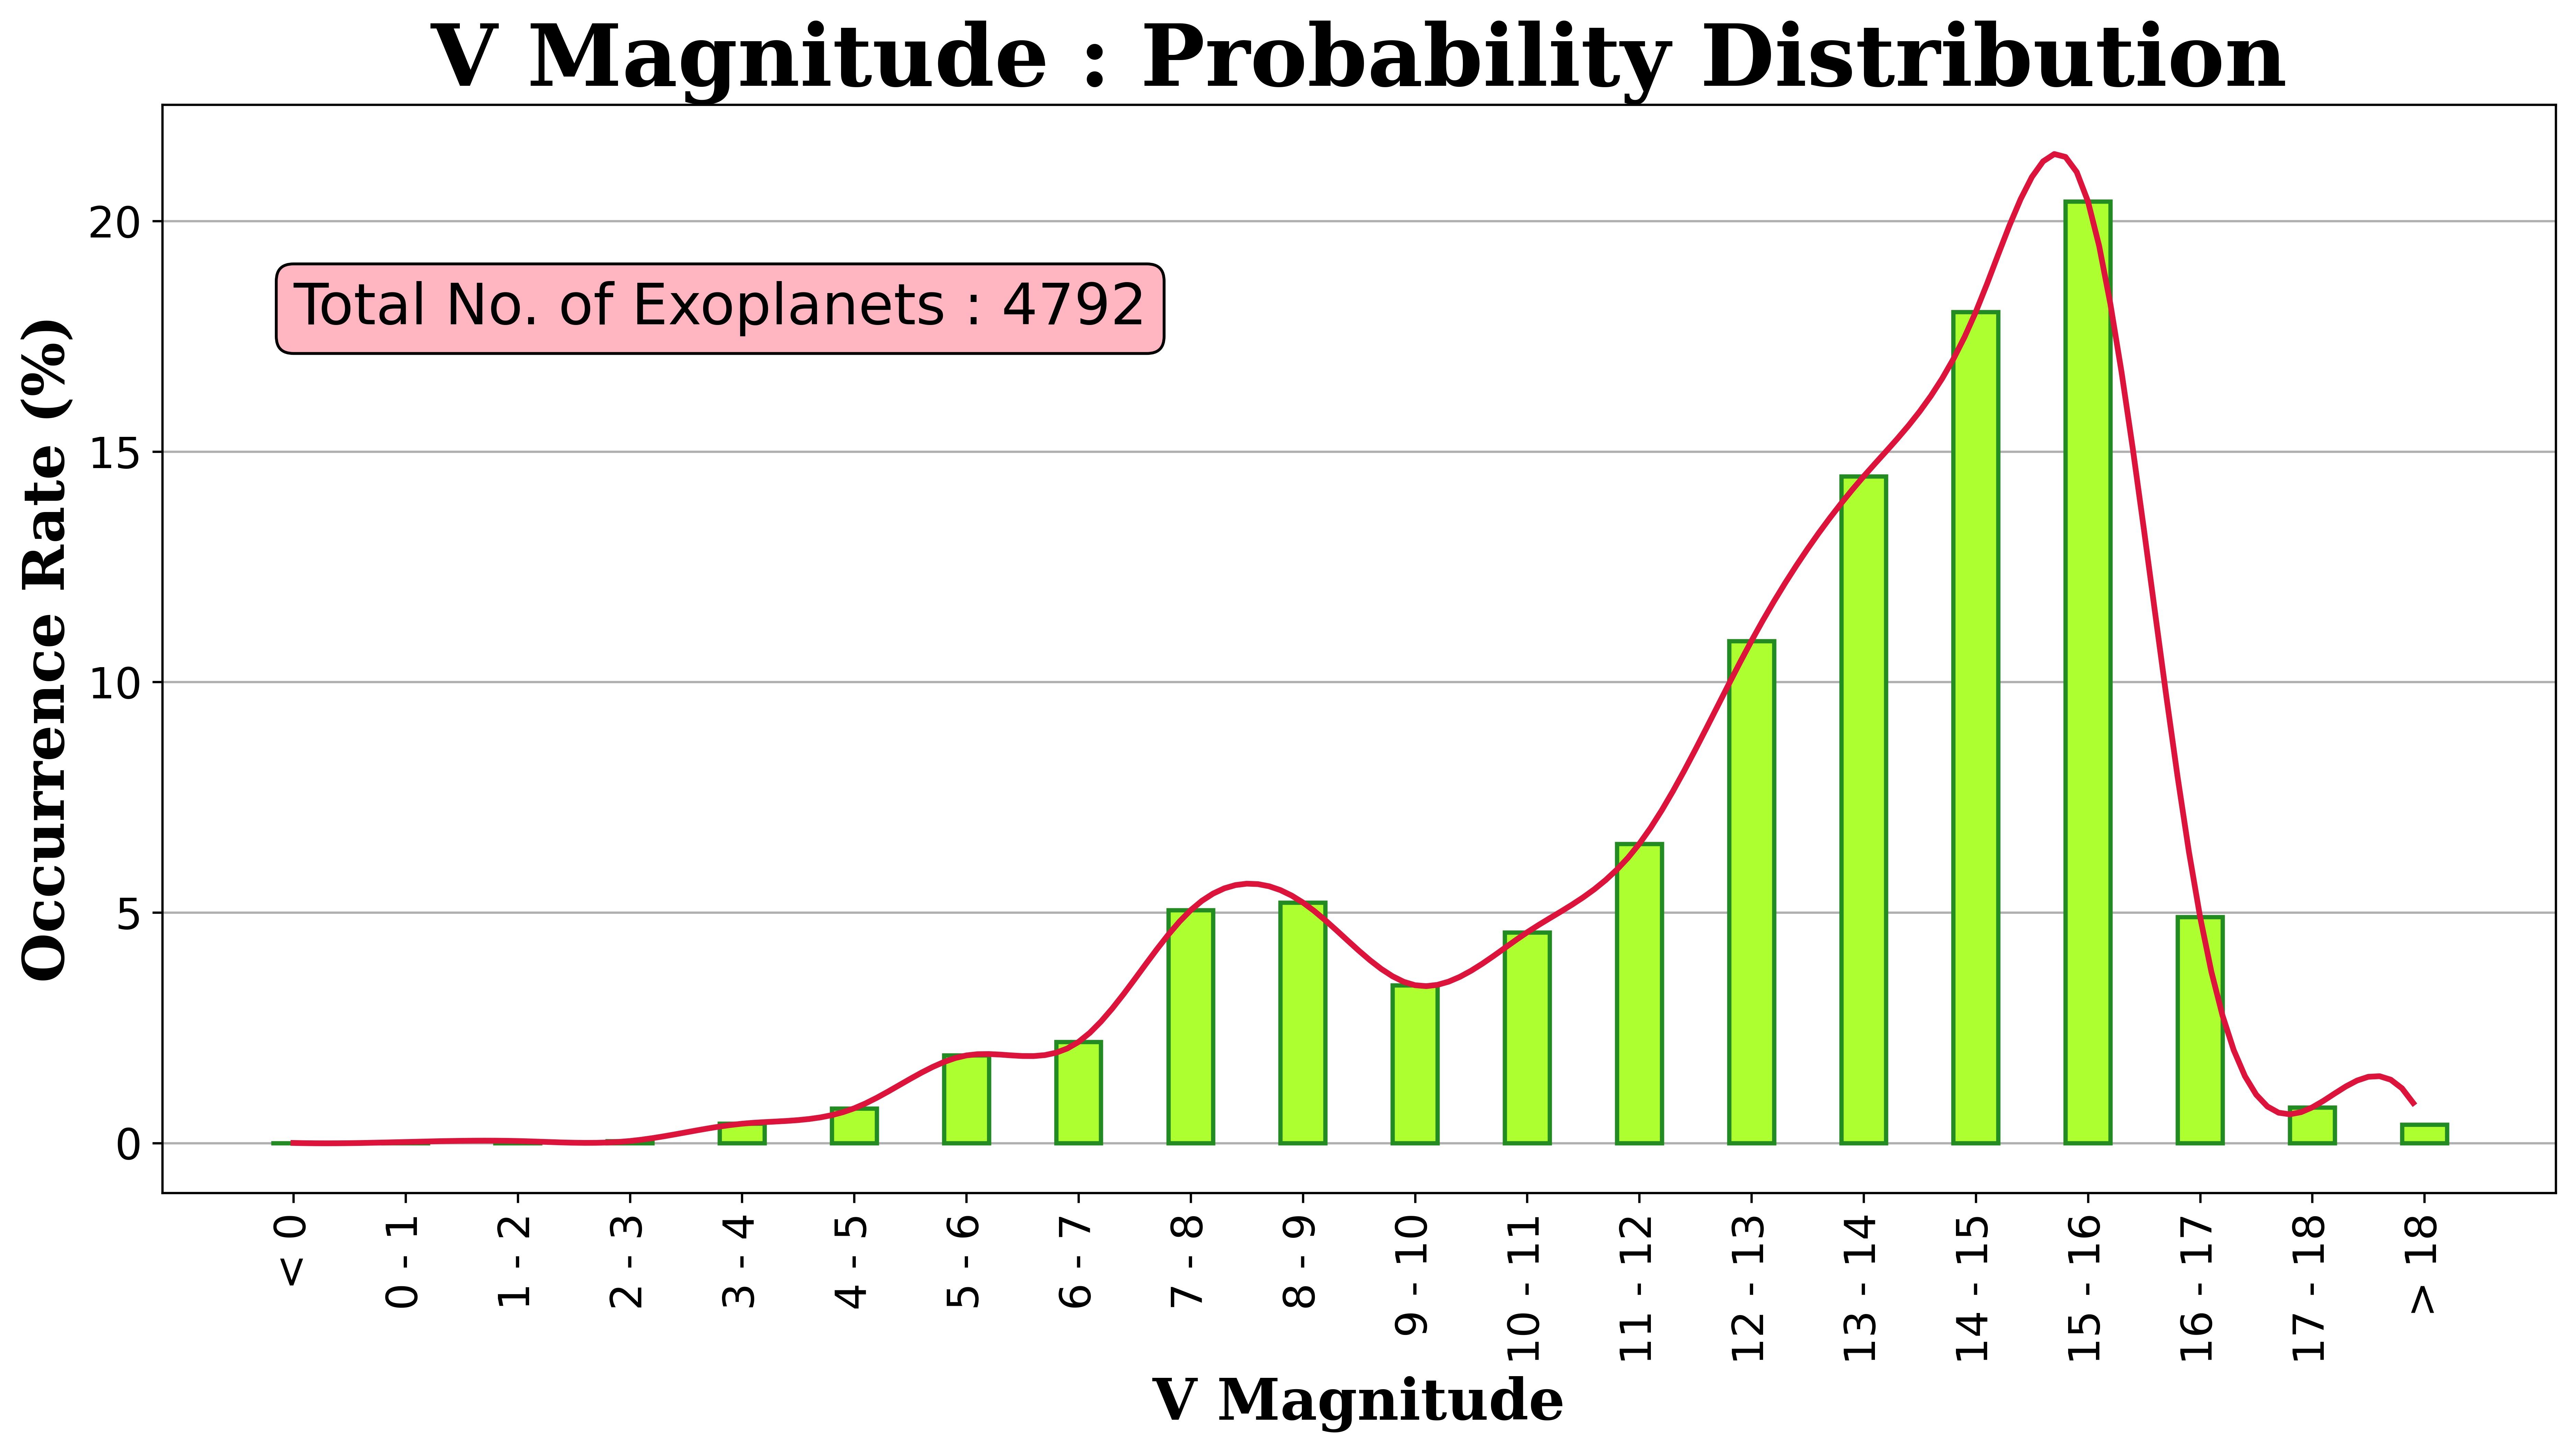 V Magnitude : Probability Distribution
Total No. of Exoplanets : 4792
Occurrence Rate (%)
20
15
10
5
0
< 0
0 - 1
1 - 2
2 - 3
3 - 4
4 - 5
5 - 6
6 - 7
7 - 8
8 - 9
9 - 10
10 - 11
11 - 12
12 - 13
13 - 14
14 - 15
15 - 16
16 - 17
17 - 18
> 18
V Magnitude